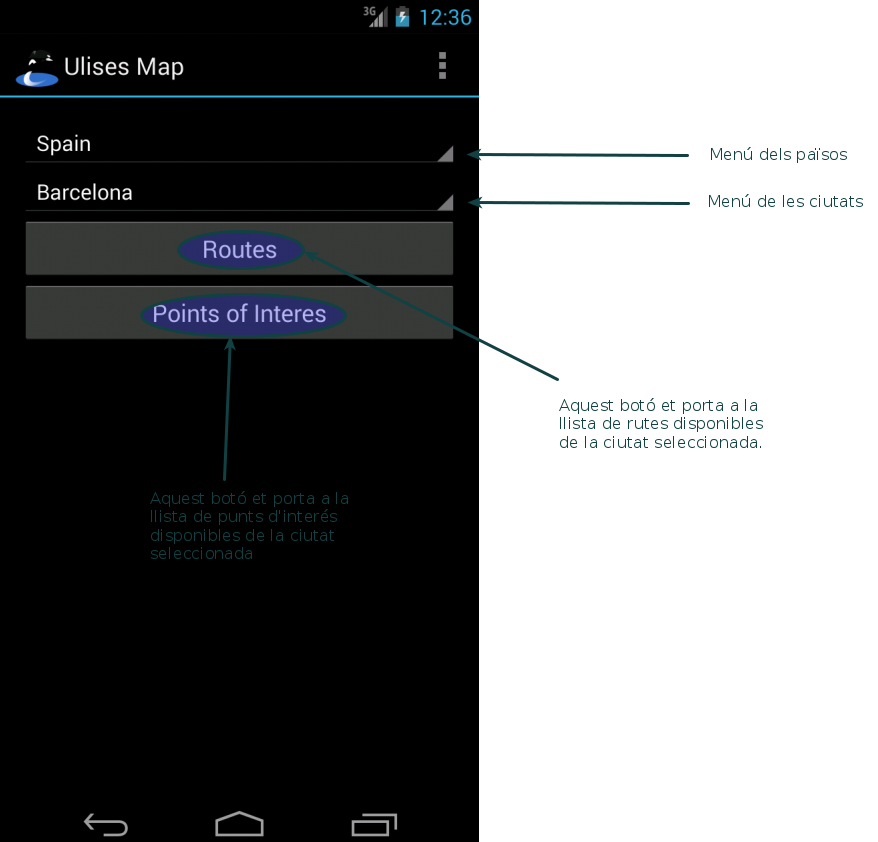 3G 12:36
Ulises Map
Spain
Menú dels països
Barcelona
Menú de les ciutats
Routes
Points of Interes
Aquest botó et porta a la
llista de rutes disponibles
de la ciutat seleccionada.
Aquest botó et porta a la
llista de punts d'interés
disponibles de la ciutat
seleccionada